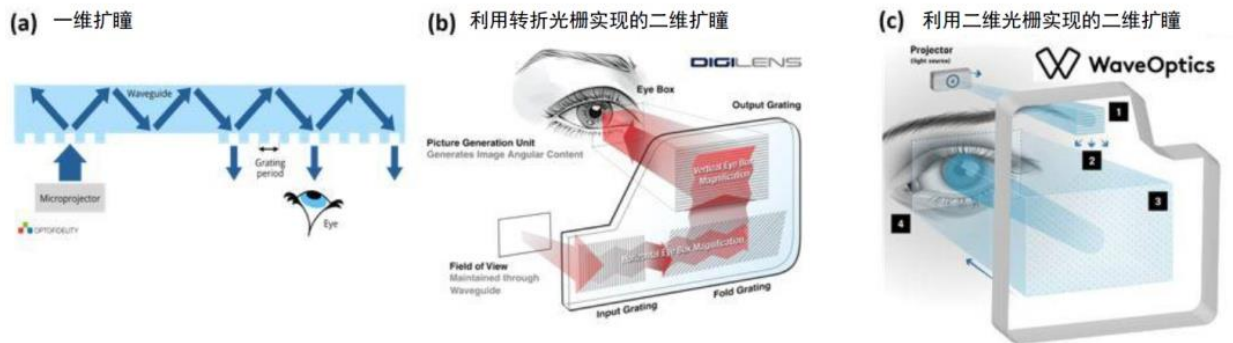 (a) 一维扩瞳
Waveguide
Grating
period
Microprojector
Eye
OPTOFIDELITY
(b) 利用转折光栅实现的二维扩瞳
DIGILENS
Eye Box
Output Grating
Picture Generation Unit
Generates Image Angular Content
Vertical Eye Box
Magnification
Horizontal Eye Box Magnification
Field of View
Maintained through
Waveguide
Input Grating
Fold Grating
(c) 利用二维光栅实现的二维扩瞳
Projector
(light source)
WaveOptics
1
2
3
4